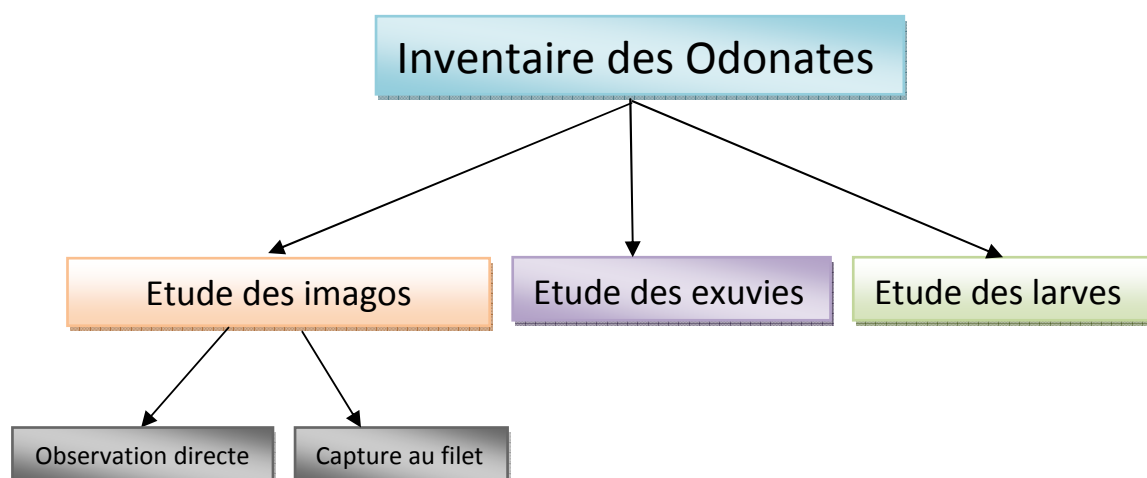 Inventaire des Odonates
Etude des imagos
Etude des exuvies
Etude des larves
Observation directe
Capture au filet